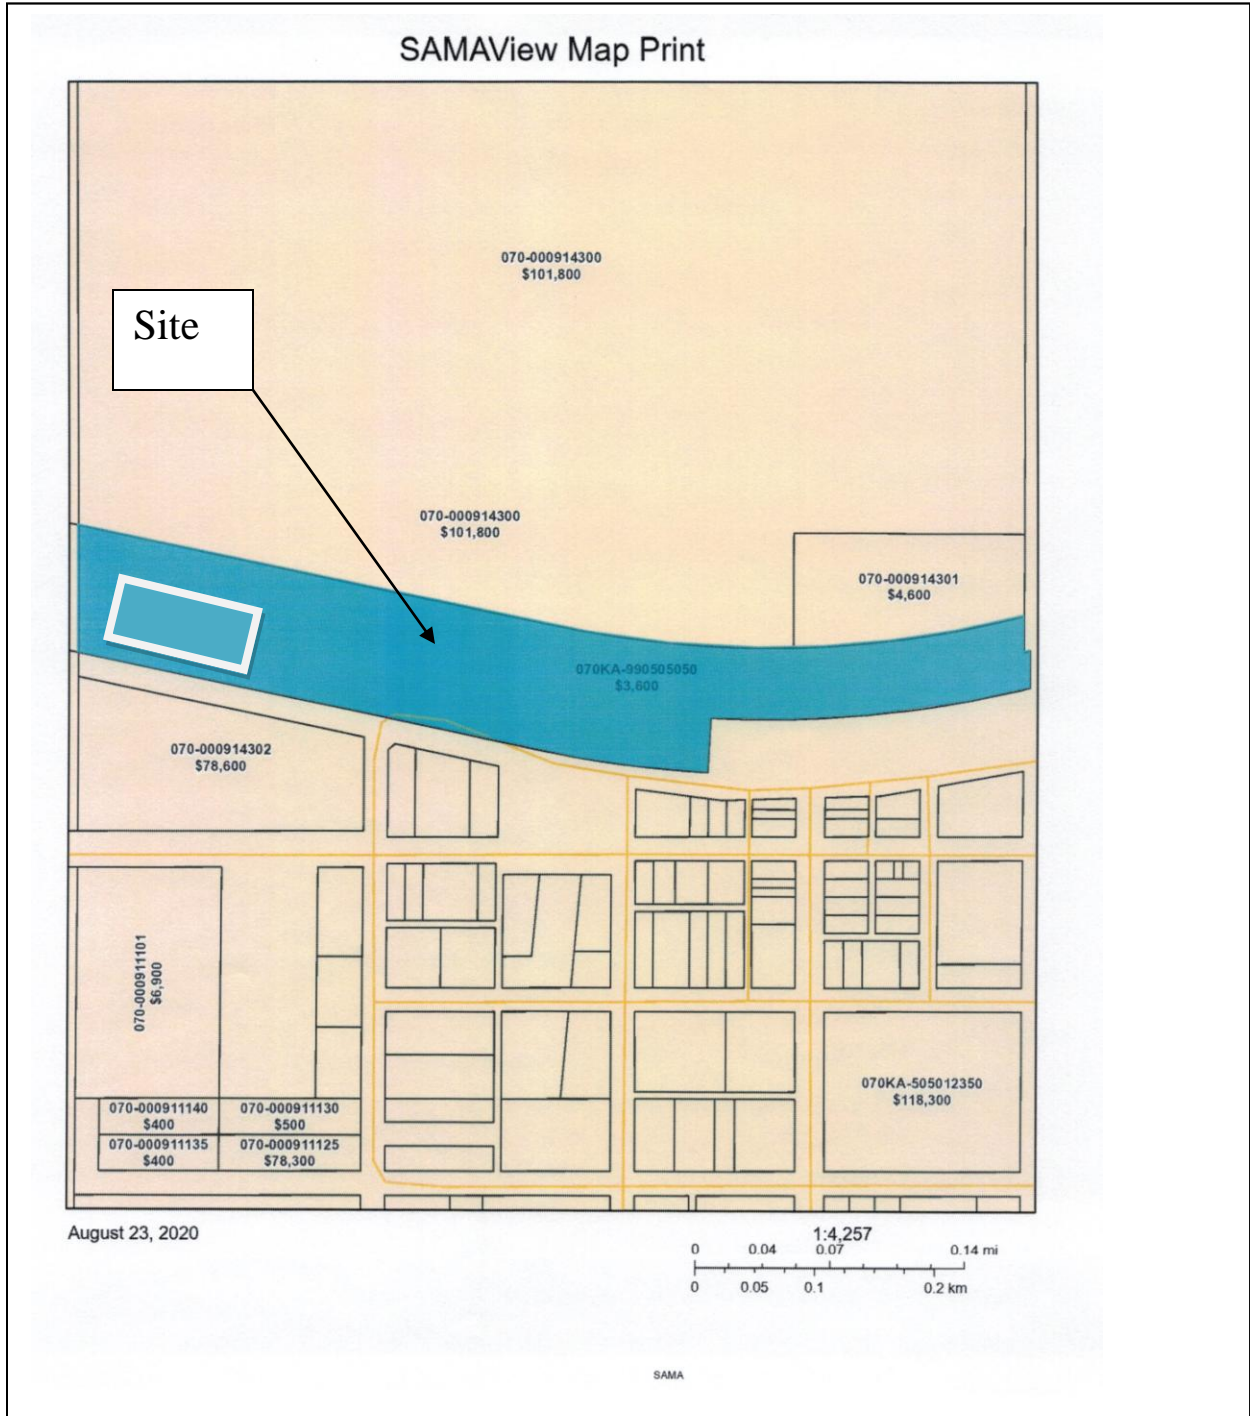 SAMAView Map Print
070-000914300
$101,800
Site
070-000914300
$101,800
070-000914301
$4,600
070KA-990505050
$3,600
070-000914302
$78,600
070-000911101
$6,900
070KA-505012350
$118,300
070-000911140
$400
070-000911130
$500
070-000911135
$400
070-000911125
$78,300
August 23, 2020
1:4,257
0 0.04 0.07 0.14 mi
0 0.05 0.1 0.2 km
SAMA